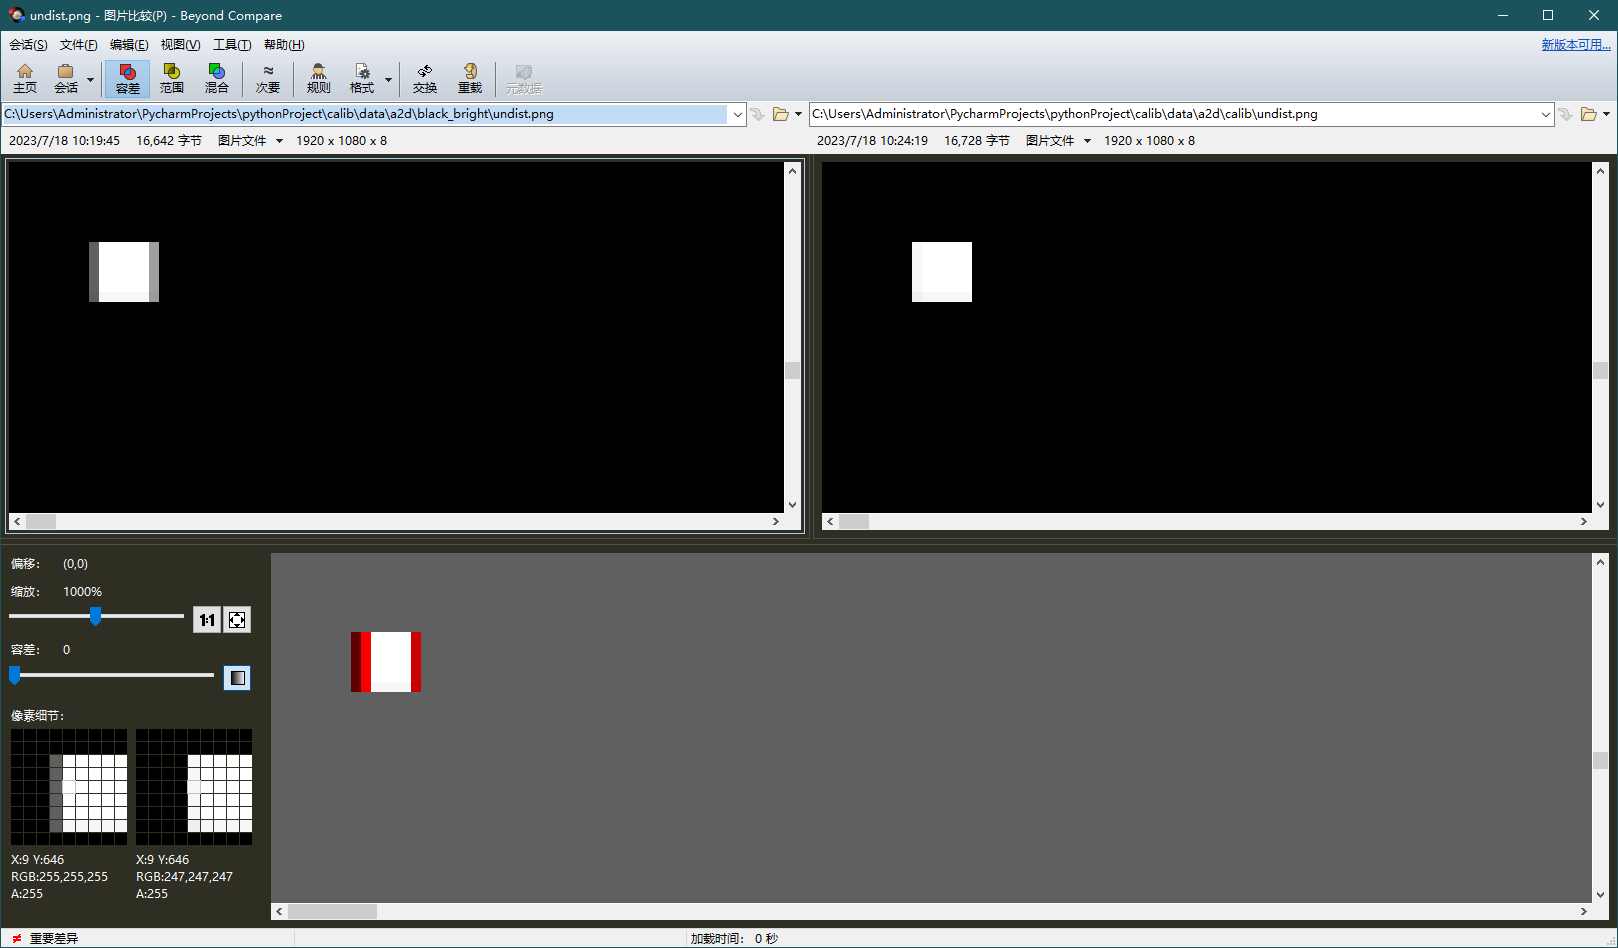 undist.png - 图片比较(P) - Beyond Compare
会话(S) 文件(F) 编辑(E) 视图(V) 工具(T) 帮助(H) 新版本可用...
主页 会话 容差 范围 混合 次要 规则 格式 交换 重载 元数据
C:\Users\Administrator\PycharmProjects\pythonProject\calib\data\a2d\black_bright\undist.png C:\Users\Administrator\PycharmProjects\pythonProject\calib\data\a2d\calib\undist.png
2023/7/18 10:19:45 16,642 字节 图片文件 1920 x 1080 x 8 2023/7/18 10:24:19 16,728 字节 图片文件 1920 x 1080 x 8
偏移: (0,0)
缩放: 1000%
1:1
容差: 0
像素细节:
X:9 Y:646 X:9 Y:646
RGB:255,255,255 RGB:247,247,247
A:255 A:255
重要差异 加载时间: 0 秒